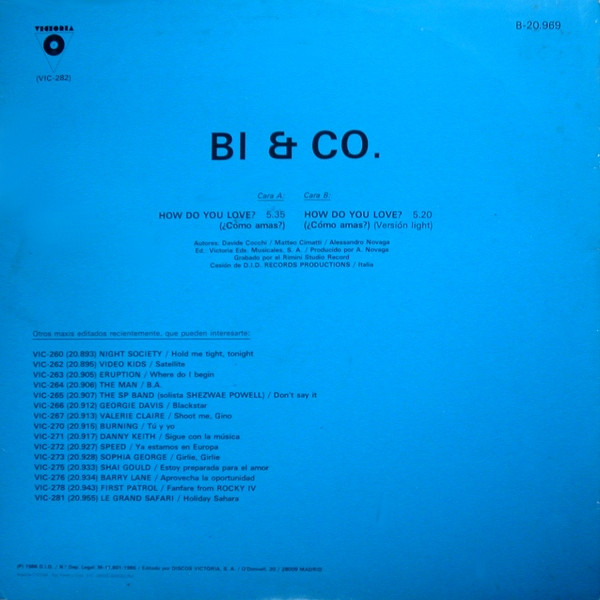 VICTORIA
(VIC-282)
B-20.969
BI & CO.
Cara A:
HOW DO YOU LOVE? 5.35
(¿Cómo amas?)
Cara B:
HOW DO YOU LOVE? 5.20
(¿Cómo amas?) (Versión light)
Autores: Davide Cocchi / Matteo Cimatti / Alessandro Novaga
Ed.: Victoria Eds. Musicales, S. A. / Producido por A. Novaga
Grabado por el Rimini Studio Record
Cesión de D.I.D. RECORDS PRODUCTIONS / Italia
Otros maxis editados recientemente, que pueden interesarte:
VIC-260 (20.893) NIGHT SOCIETY / Hold me tight, tonight
VIC-262 (20.895) VIDEO KIDS / Satellite
VIC-263 (20.905) ERUPTION / Where do I begin
VIC-264 (20.906) THE MAN / B.A.
VIC-265 (20.907) THE SP BAND (solista SHEZWAE POWELL) / Don't say it
VIC-266 (20.912) GEORGIE DAVIS / Blackstar
VIC-267 (20.913) VALERIE CLAIRE / Shoot me, Gino
VIC-270 (20.915) BURNING / Tú y yo
VIC-271 (20.917) DANNY KEITH / Sigue con la música
VIC-272 (20.927) SPEED / Ya estamos en Europa
VIC-273 (20.928) SOPHIA GEORGE / Girlie, Girlie
VIC-275 (20.933) SHAI GOULD / Estoy preparada para el amor
VIC-276 (20.934) BARRY LANE / Aprovecha la oportunidad
VIC-278 (20.943) FIRST PATROL / Fanfare from ROCKY IV
VIC-281 (20.955) LE GRAND SAFARI / Holiday Sahara
(P) 1986 D.I.D. / Dep. Legal: / Editado por DISCOS VICTORIA, S. A. / O'Donnell, / MADRID